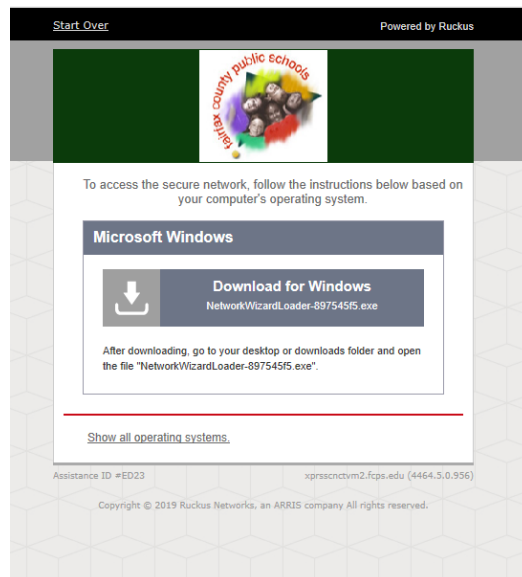 Start Over
Powered by Ruckus
fairfax county public schools
To access the secure network, follow the instructions below based on
your computer's operating system.
Microsoft Windows
Download for Windows
NetworkWizardLoader-897545f5.exe
After downloading, go to your desktop or downloads folder and open
the file "NetworkWizardLoader-897545f5.exe".
Show all operating systems.
Assistance ID #ED23
xprsscnctvm2.fcps.edu (4464.5.0.956)
Copyright © 2019 Ruckus Networks, an ARRIS company All rights reserved.